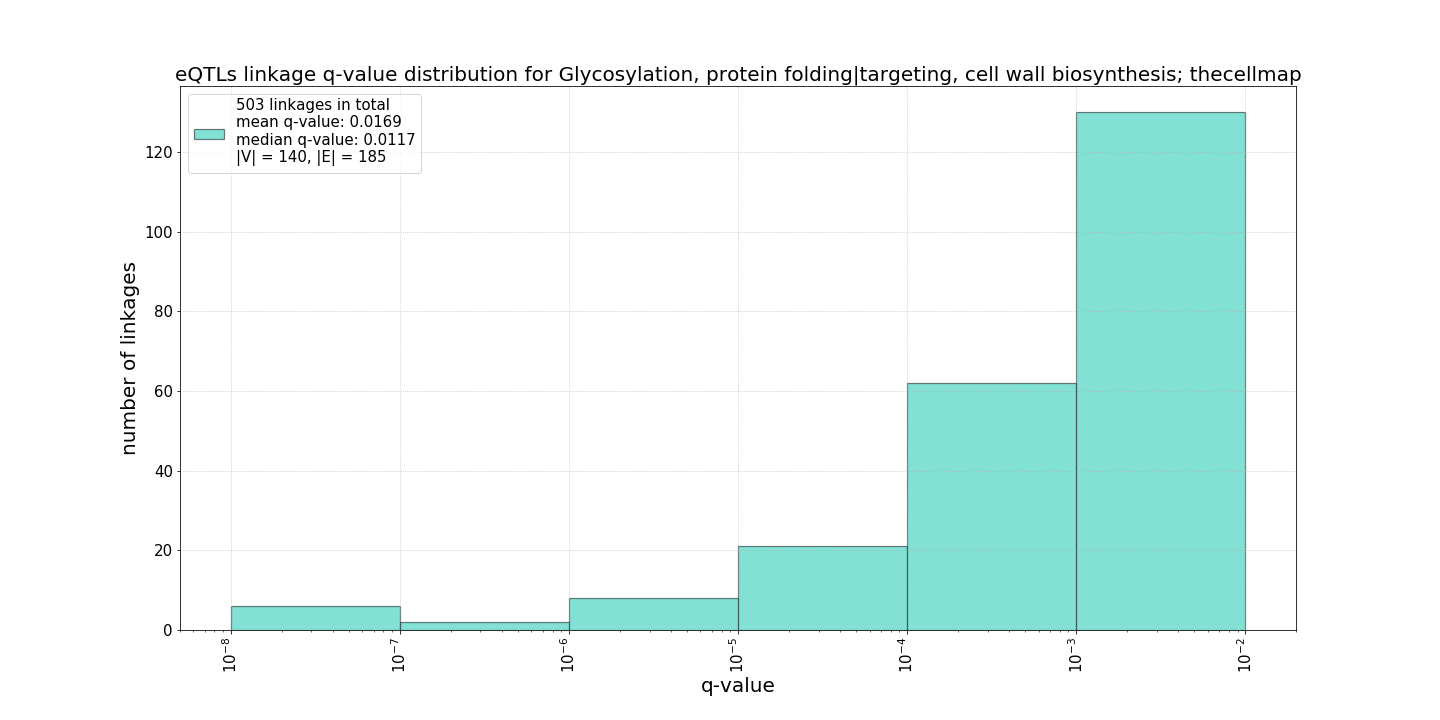 eQTLs linkage q-value distribution for Glycosylation, protein folding|targeting, cell wall biosynthesis; thecellmap
503 linkages in total
mean q-value: 0.0169
median q-value: 0.0117
|V| = 140, |E| = 185
number of linkages
120
100
80
60
40
20
0
10⁻⁸ 10⁻⁷ 10⁻⁶ 10⁻⁵ 10⁻⁴ 10⁻³ 10⁻²
q-value